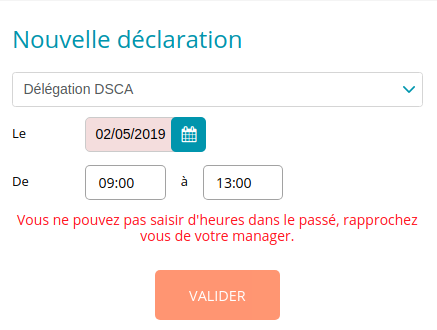 Nouvelle déclaration
Délégation DSCA
Le 02/05/2019
De 09:00 à 13:00
Vous ne pouvez pas saisir d'heures dans le passé, rapprochez
vous de votre manager.
VALIDER